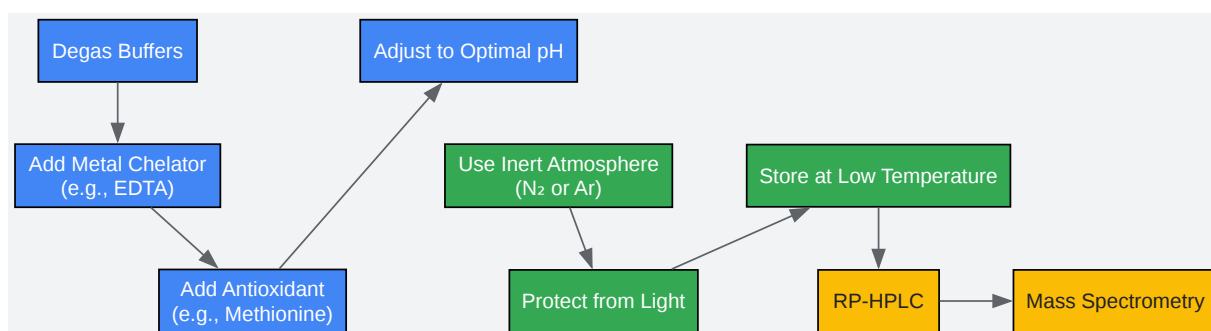 Degas Buffers
Adjust to Optimal pH
Add Metal Chelator
(e.g., EDTA)
Use Inert Atmosphere
(N₂ or Ar)
Store at Low Temperature
Add Antioxidant
(e.g., Methionine)
Protect from Light
RP-HPLC
Mass Spectrometry